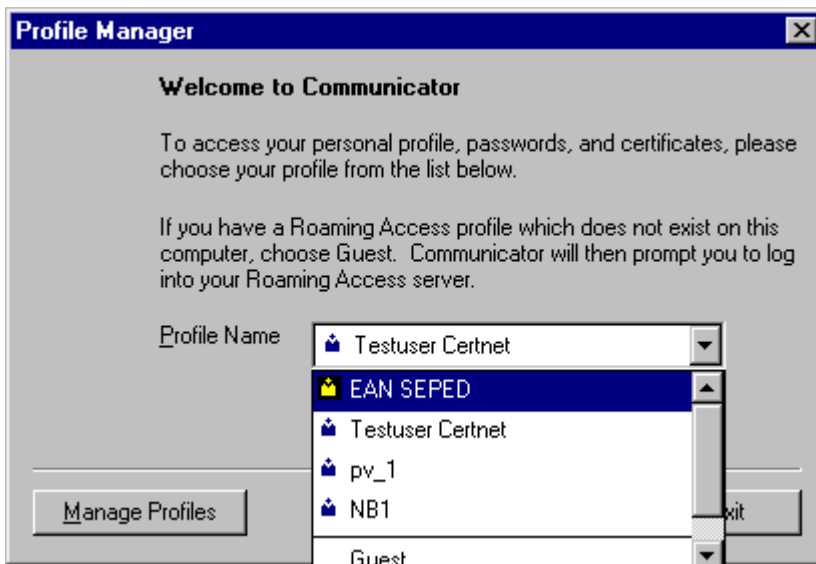 Profile Manager
Welcome to Communicator
To access your personal profile, passwords, and certificates, please
choose your profile from the list below.
If you have a Roaming Access profile which does not exist on this
computer, choose Guest. Communicator will then prompt you to log
into your Roaming Access server.
Profile Name
Testuser Certnet
EAN SEPED
Testuser Certnet
pv_1
NB1
Guest
Manage Profiles
xit